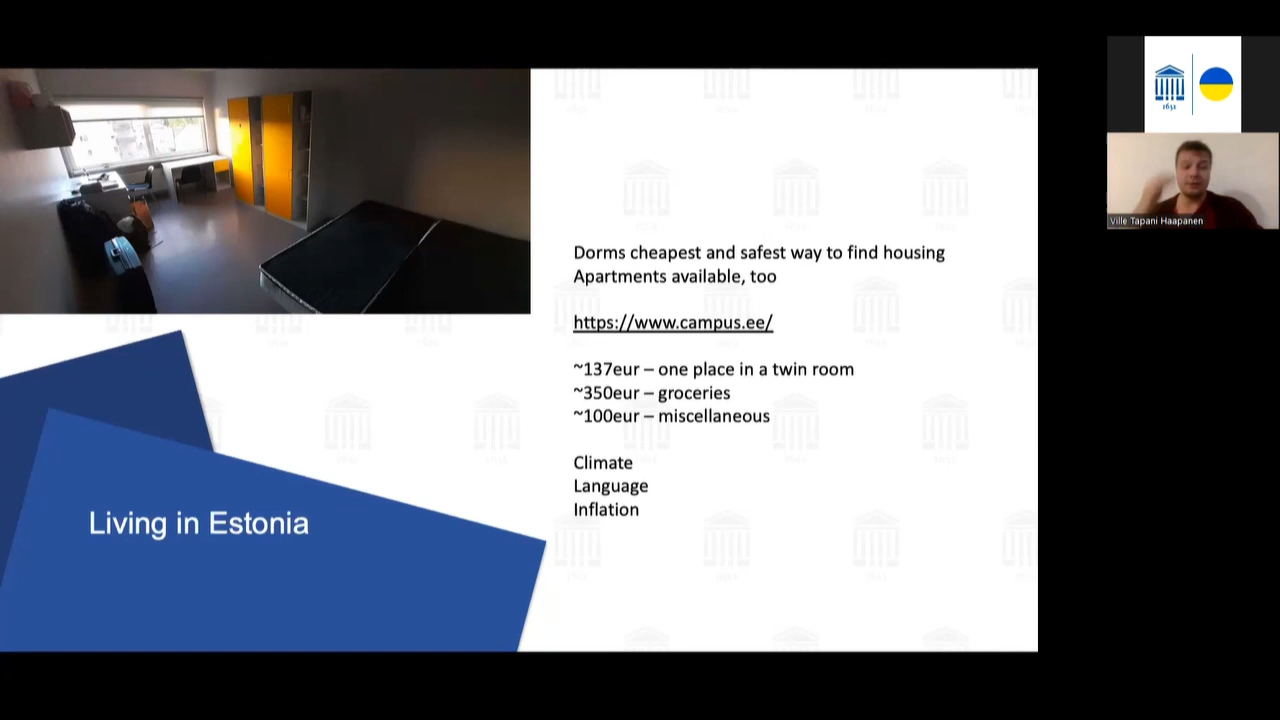 Living in Estonia
Dorms cheapest and safest way to find housing
Apartments available, too
https://www.campus.ee/
~137eur – one place in a twin room
~350eur – groceries
~100eur – miscellaneous
Climate
Language
Inflation
1632
Ville Tapani Haapanen